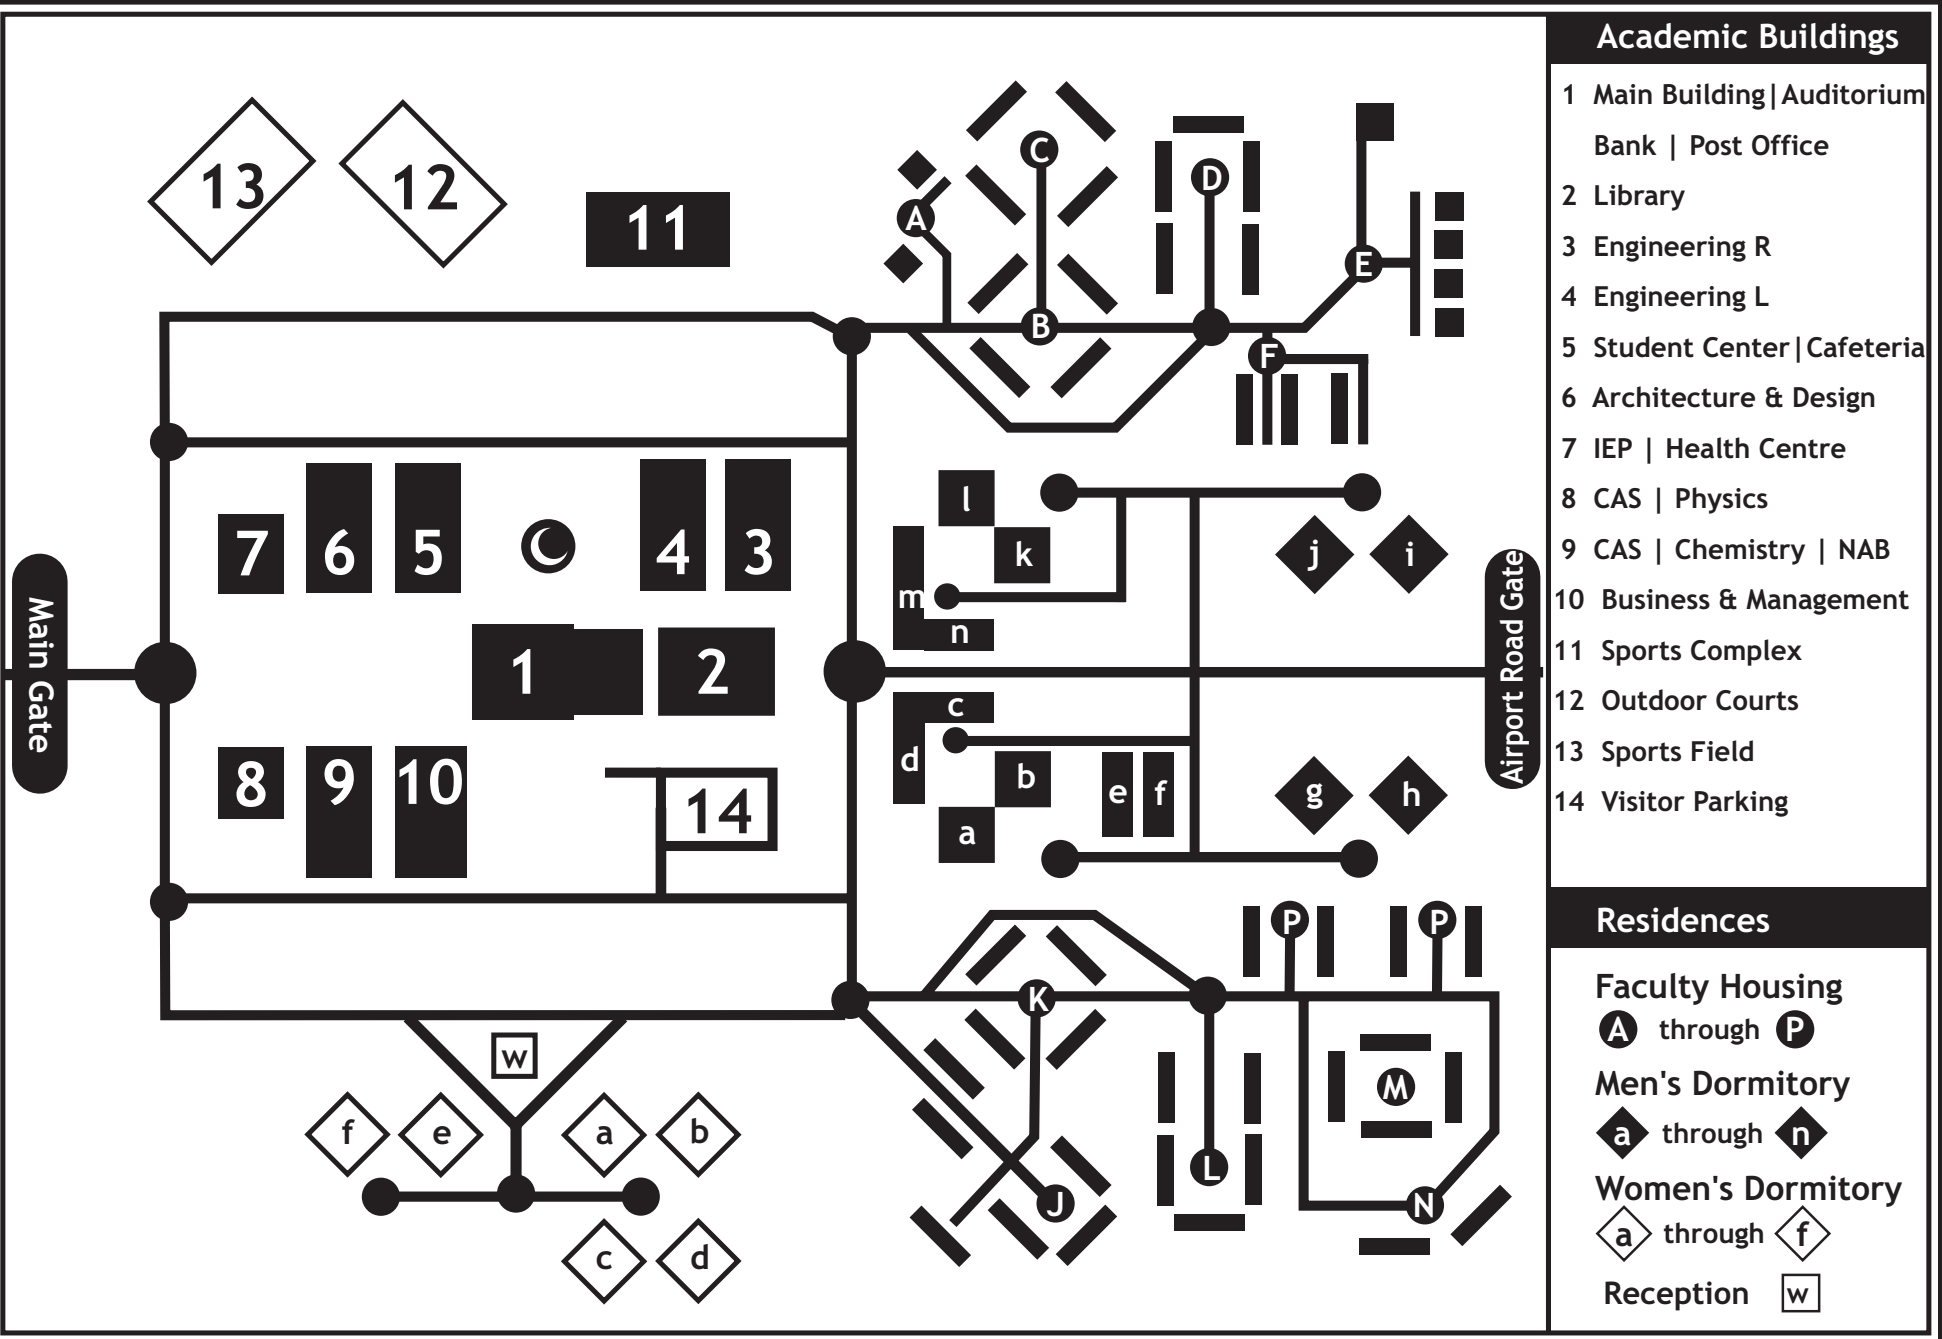 13
12
11
A
C
B
D
E
F
7
6
5
4
3
1
2
8
9
10
14
Main Gate
Airport Road Gate
l
k
m
n
j
i
c
d
b
a
e
f
g
h
w
f
e
a
b
c
d
K
J
L
P
P
M
N
Academic Buildings
1 Main Building|Auditorium
Bank | Post Office
2 Library
3 Engineering R
4 Engineering L
5 Student Center|Cafeteria
6 Architecture & Design
7 IEP | Health Centre
8 CAS | Physics
9 CAS | Chemistry | NAB
10 Business & Management
11 Sports Complex
12 Outdoor Courts
13 Sports Field
14 Visitor Parking
Residences
Faculty Housing
A through P
Men's Dormitory
a through n
Women's Dormitory
a through f
Reception w